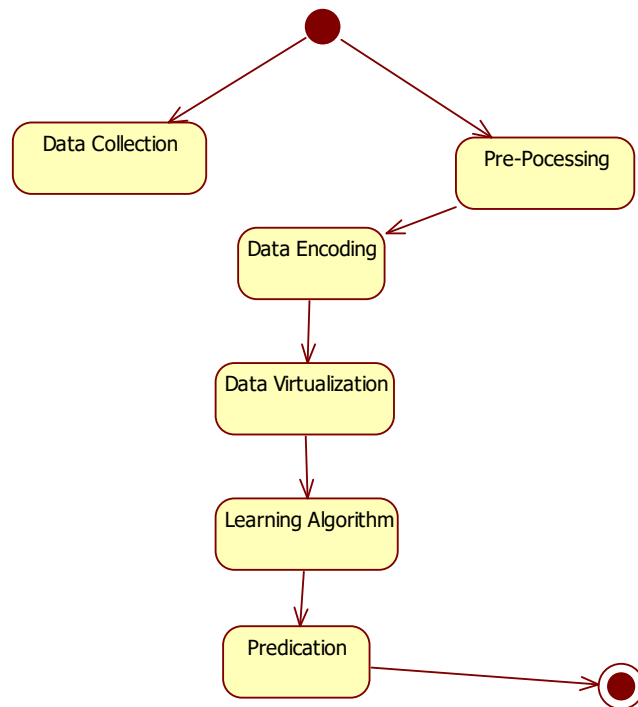 Data Collection
Pre-Pocessing
Data Encoding
Data Virtualization
Learning Algorithm
Predication